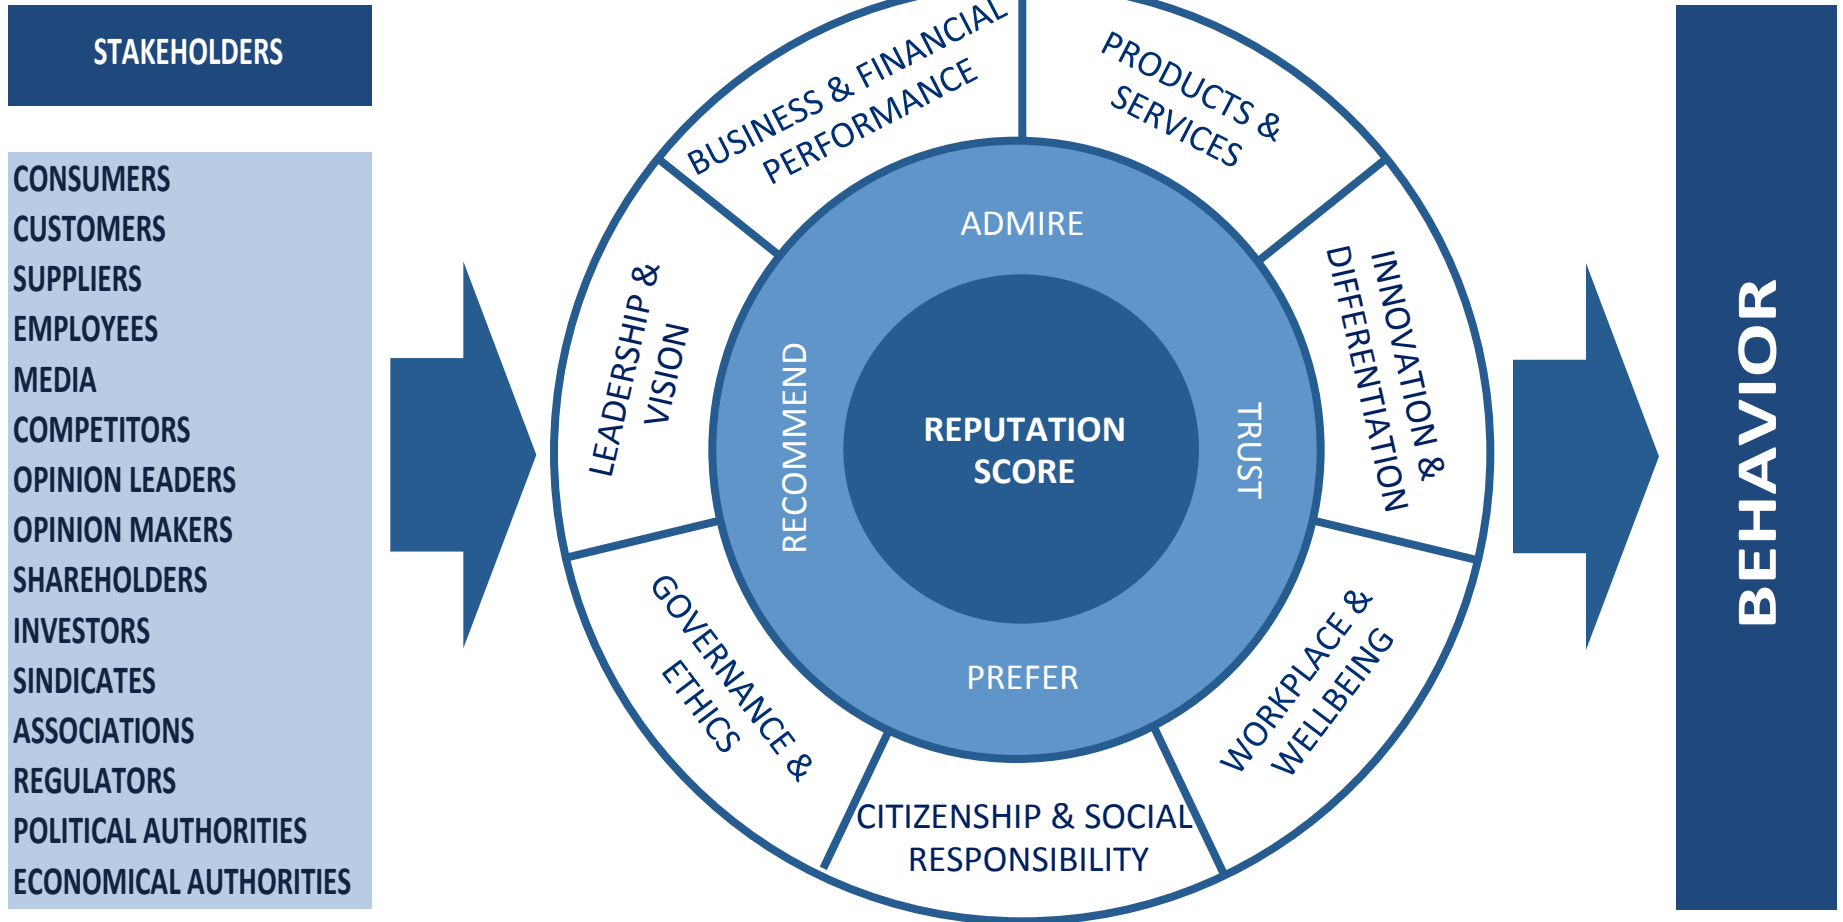 STAKEHOLDERS
CONSUMERS
CUSTOMERS
SUPPLIERS
EMPLOYEES
MEDIA
COMPETITORS
OPINION LEADERS
OPINION MAKERS
SHAREHOLDERS
INVESTORS
SINDICATES
ASSOCIATIONS
REGULATORS
POLITICAL AUTHORITIES
ECONOMICAL AUTHORITIES
BUSINESS & FINANCIAL
PERFORMANCE
PRODUCTS &
SERVICES
INNOVATION &
DIFFERENTIATION
WORKPLACE &
WELLBEING
CITIZENSHIP & SOCIAL
RESPONSIBILITY
GOVERNANCE &
ETHICS
LEADERSHIP &
VISION
ADMIRE
TRUST
PREFER
RECOMMEND
REPUTATION
SCORE
BEHAVIOR